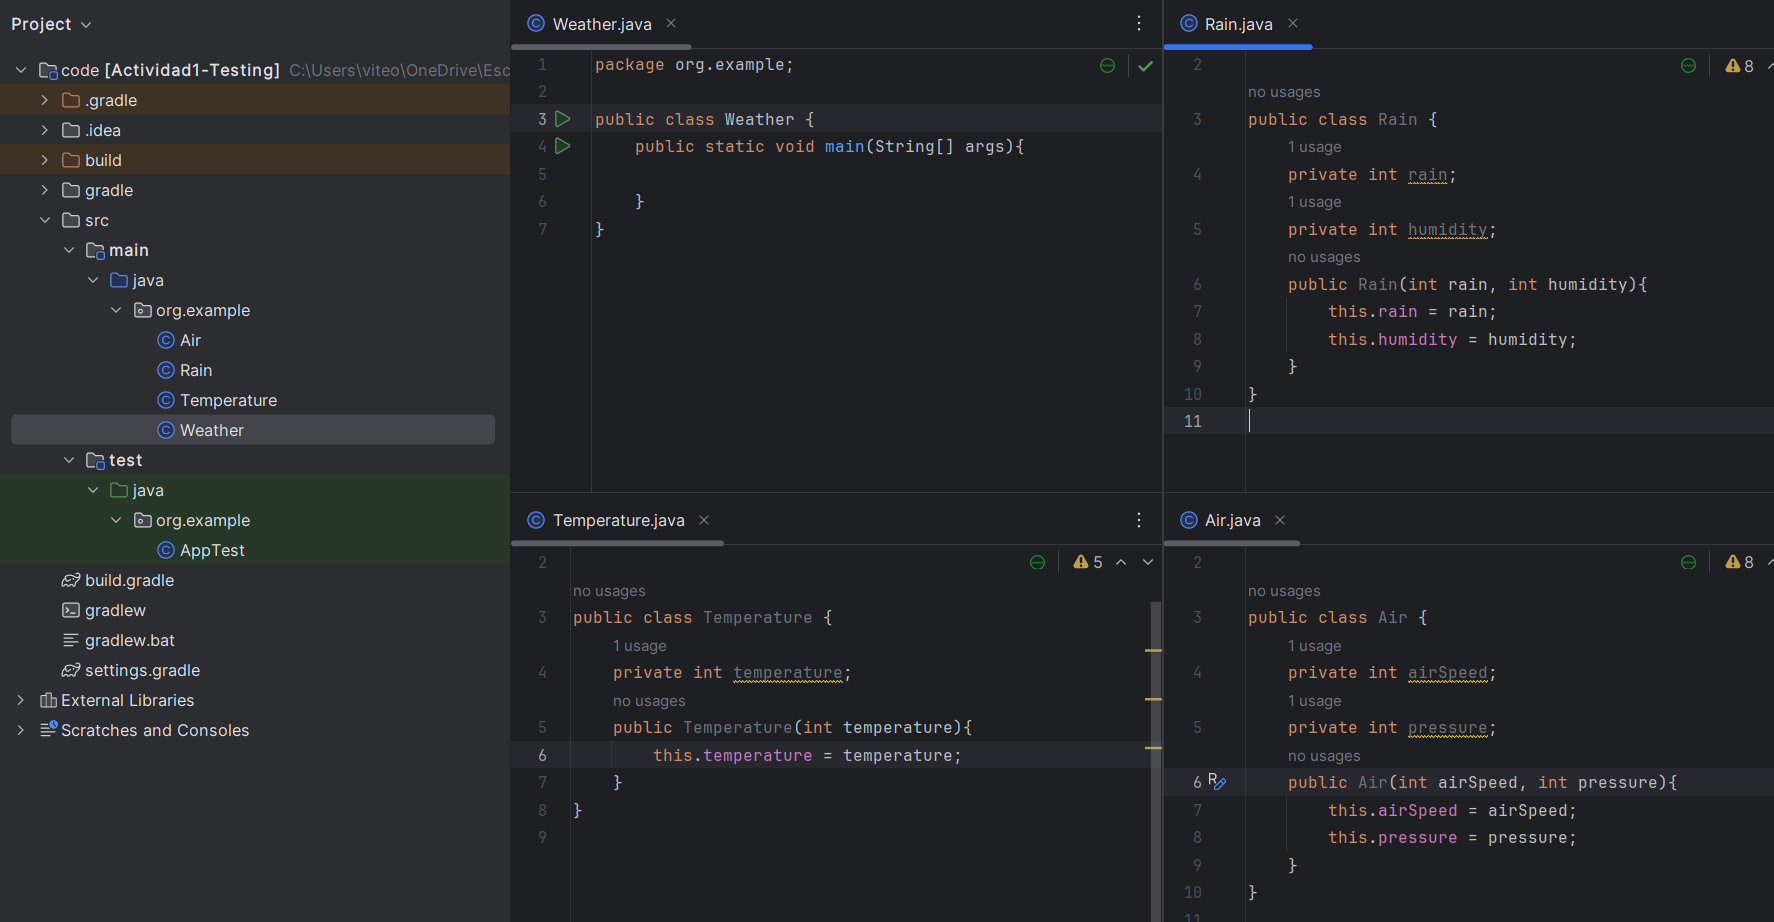 Project
code [Actividad1-Testing] C:\Users\viteo\OneDrive\Esc
.gradle
.idea
build
gradle
src
main
java
org.example
Air
Rain
Temperature
Weather
test
java
org.example
AppTest
build.gradle
gradlew
gradlew.bat
settings.gradle
External Libraries
Scratches and Consoles
Weather.java
1 package org.example;
2
3 public class Weather {
4 public static void main(String[] args){
5
6 }
7 }
Rain.java
8
2
no usages
3 public class Rain {
1 usage
4 private int rain;
1 usage
5 private int humidity;
no usages
6 public Rain(int rain, int humidity){
7 this.rain = rain;
8 this.humidity = humidity;
9 }
10 }
11
Temperature.java
5
2
no usages
3 public class Temperature {
1 usage
4 private int temperature;
no usages
5 public Temperature(int temperature){
6 this.temperature = temperature;
7 }
8 }
9
Air.java
8
2
no usages
3 public class Air {
1 usage
4 private int airSpeed;
1 usage
5 private int pressure;
no usages
6 public Air(int airSpeed, int pressure){
7 this.airSpeed = airSpeed;
8 this.pressure = pressure;
9 }
10 }
11